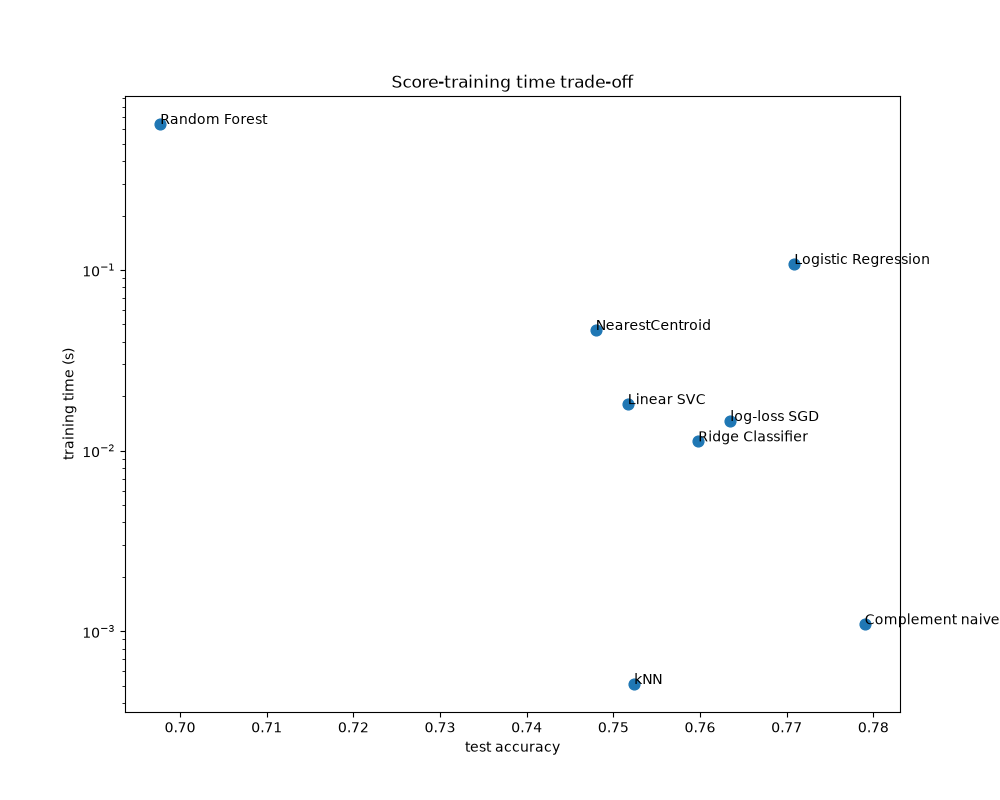 Score-training time trade-off
Random Forest
Logistic Regression
NearestCentroid
Linear SVC
log-loss SGD
Ridge Classifier
Complement naive
kNN
training time (s)
10⁻¹
10⁻²
10⁻³
0.70 0.71 0.72 0.73 0.74 0.75 0.76 0.77 0.78
test accuracy